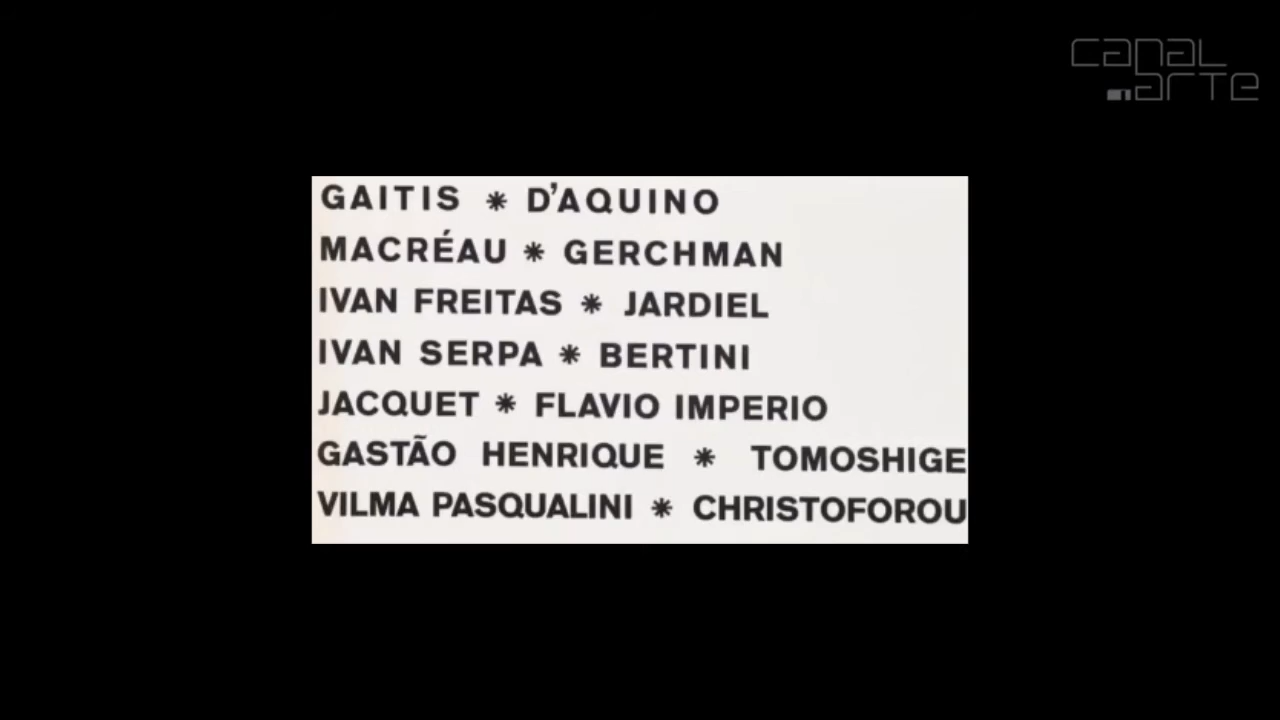 canal
arte
GAITIS * D'AQUINO
MACRÉAU * GERCHMAN
IVAN FREITAS * JARDIEL
IVAN SERPA * BERTINI
JACQUET * FLAVIO IMPERIO
GASTÃO HENRIQUE * TOMOSHIGE
VILMA PASQUALINI * CHRISTOFOROU